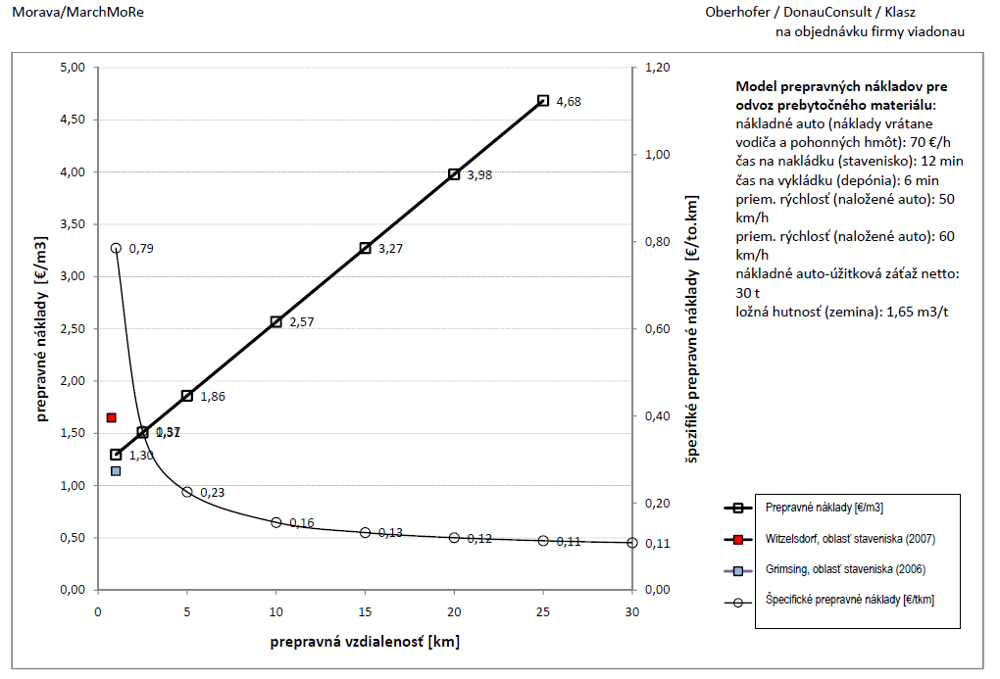 Morava/MarchMoRe
Oberhofer / DonauConsult / Klasz
na objednávku firmy viadonau
5,00
4,50
4,00
3,50
3,00
2,50
2,00
1,50
1,00
0,50
0,00
prepravné náklady [€/m3]
1,20
1,00
0,80
0,60
0,40
0,20
0,00
špezifiké prepravné náklady [€/to.km]
0
5
10
15
20
25
30
prepravná vzdialenosť [km]
4,68
3,98
3,27
2,57
1,86
1,51
1,30
0,79
0,37
0,23
0,16
0,13
0,12
0,11
0,11
Model prepravných nákladov pre
odvoz prebytočného materiálu:
nákladné auto (náklady vrátane
vodiča a pohonných hmôt): 70 €/h
čas na nakládku (stavenisko): 12 min
čas na vykládku (depónia): 6 min
priem. rýchlosť (naložené auto): 50
km/h
priem. rýchlosť (naložené auto): 60
km/h
nákladné auto-úžitková záťaž netto:
30 t
ložná hutnosť (zemina): 1,65 m3/t
Prepravné náklady [€/m3]
Witzelsdorf, oblasť staveniska (2007)
Grimsing, oblasť staveniska (2006)
Špecifické prepravné náklady [€/tkm]